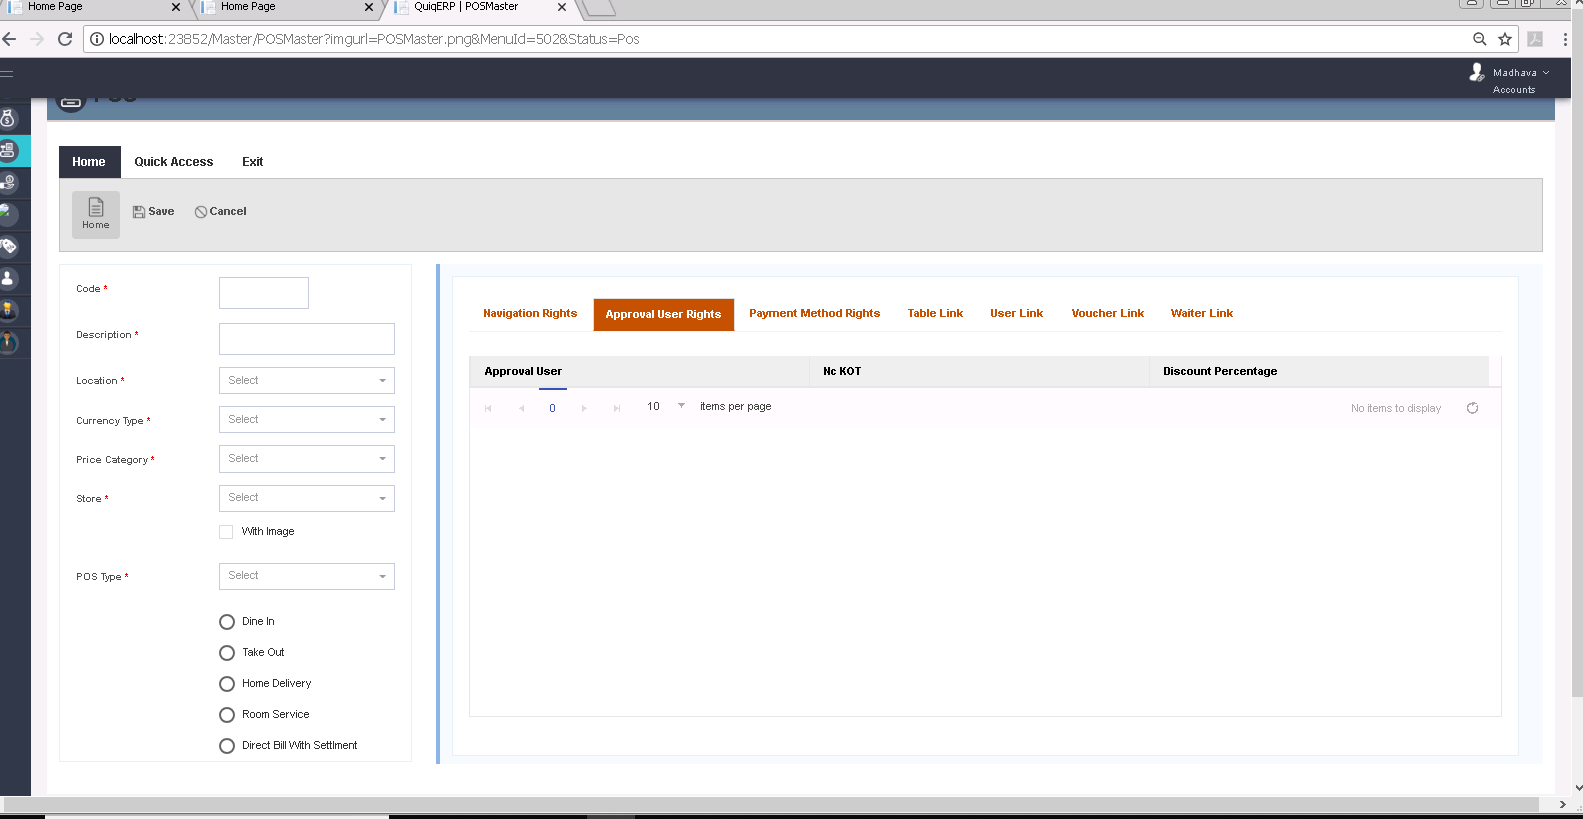 Home Page
Home Page
QuiqERP | POSMaster
localhost:23852/Master/POSMaster?imgurl=POSMaster.png&MenuId=502&Status=Pos
Madhava
Accounts
Home
Quick Access
Exit
Home
Save
Cancel
Code *
Description *
Location *
Select
Currency Type *
Select
Price Category *
Select
Store *
Select
With Image
POS Type *
Select
Dine In
Take Out
Home Delivery
Room Service
Direct Bill With Settlment
Navigation Rights
Approval User Rights
Payment Method Rights
Table Link
User Link
Voucher Link
Waiter Link
Approval User
Nc KOT
Discount Percentage
0
10
items per page
No items to display